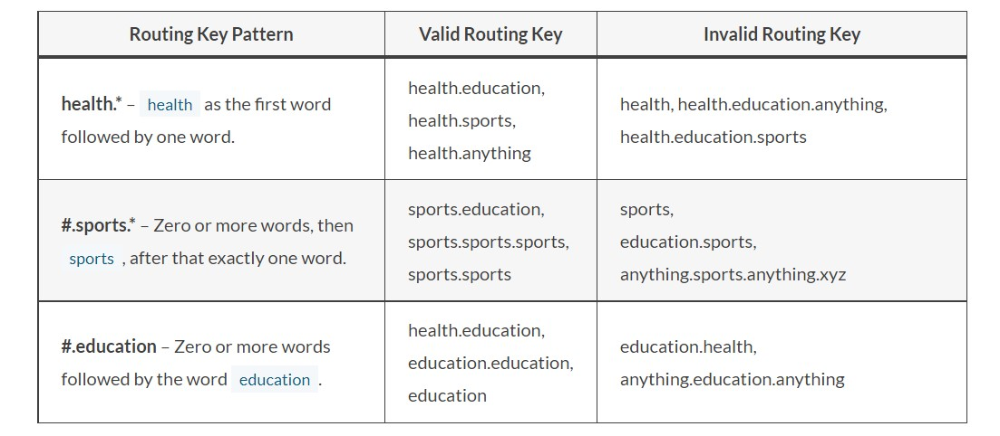 Routing Key Pattern Valid Routing Key Invalid Routing Key
health.* – health as the first word
followed by one word.
health.education,
health.sports,
health.anything
health, health.education.anything,
health.education.sports
#.sports.* – Zero or more words, then
sports , after that exactly one word.
sports.education,
sports.sports.sports,
sports.sports
sports,
education.sports,
anything.sports.anything.xyz
#.education – Zero or more words
followed by the word education .
health.education,
education.education,
education
education.health,
anything.education.anything